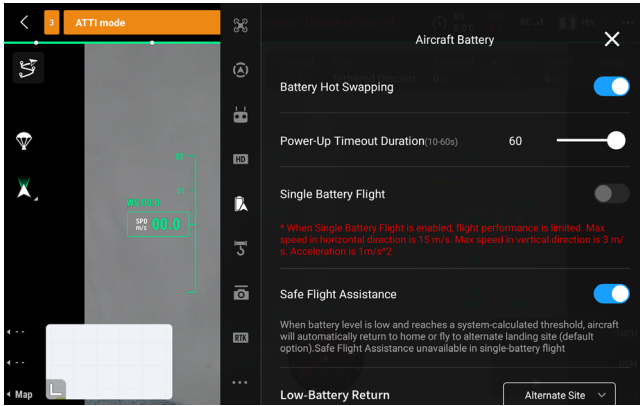 3 ATTI mode
Aircraft Battery
Battery Hot Swapping
Power-Up Timeout Duration(10-60s) 60
HD
Single Battery Flight
SPD
m/s 00.0
* When Single Battery Flight is enabled, flight performance is limited. Max
speed in horizontal direction is 15 m/s. Max speed in vertical direction is 3 m/
s. Acceleration is 1m/s^2
Safe Flight Assistance
When battery level is low and reaches a system-calculated threshold, aircraft
will automatically return to home or fly to alternate landing site (default
option).Safe Flight Assistance unavailable in single-battery flight
RTK
- -
- -
Map
Low-Battery Return Alternate Site